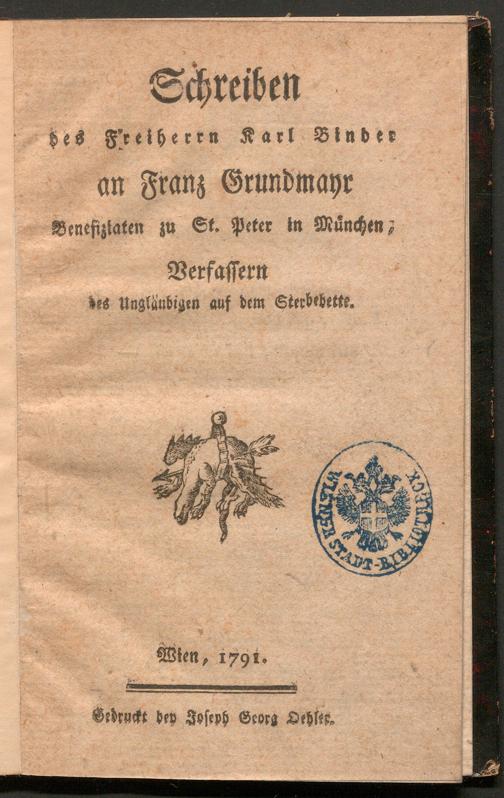 Schreiben
des Freiherrn Karl Binder
an Franz Grundmayr
Benefiziaten zu St. Peter in München,
Verfassern
des Ungläubigen auf dem Sterbebette.
WIENER STADT-BIBLIOTHEK
Wien, 1791.
Gedruckt bey Joseph Georg Oehler.